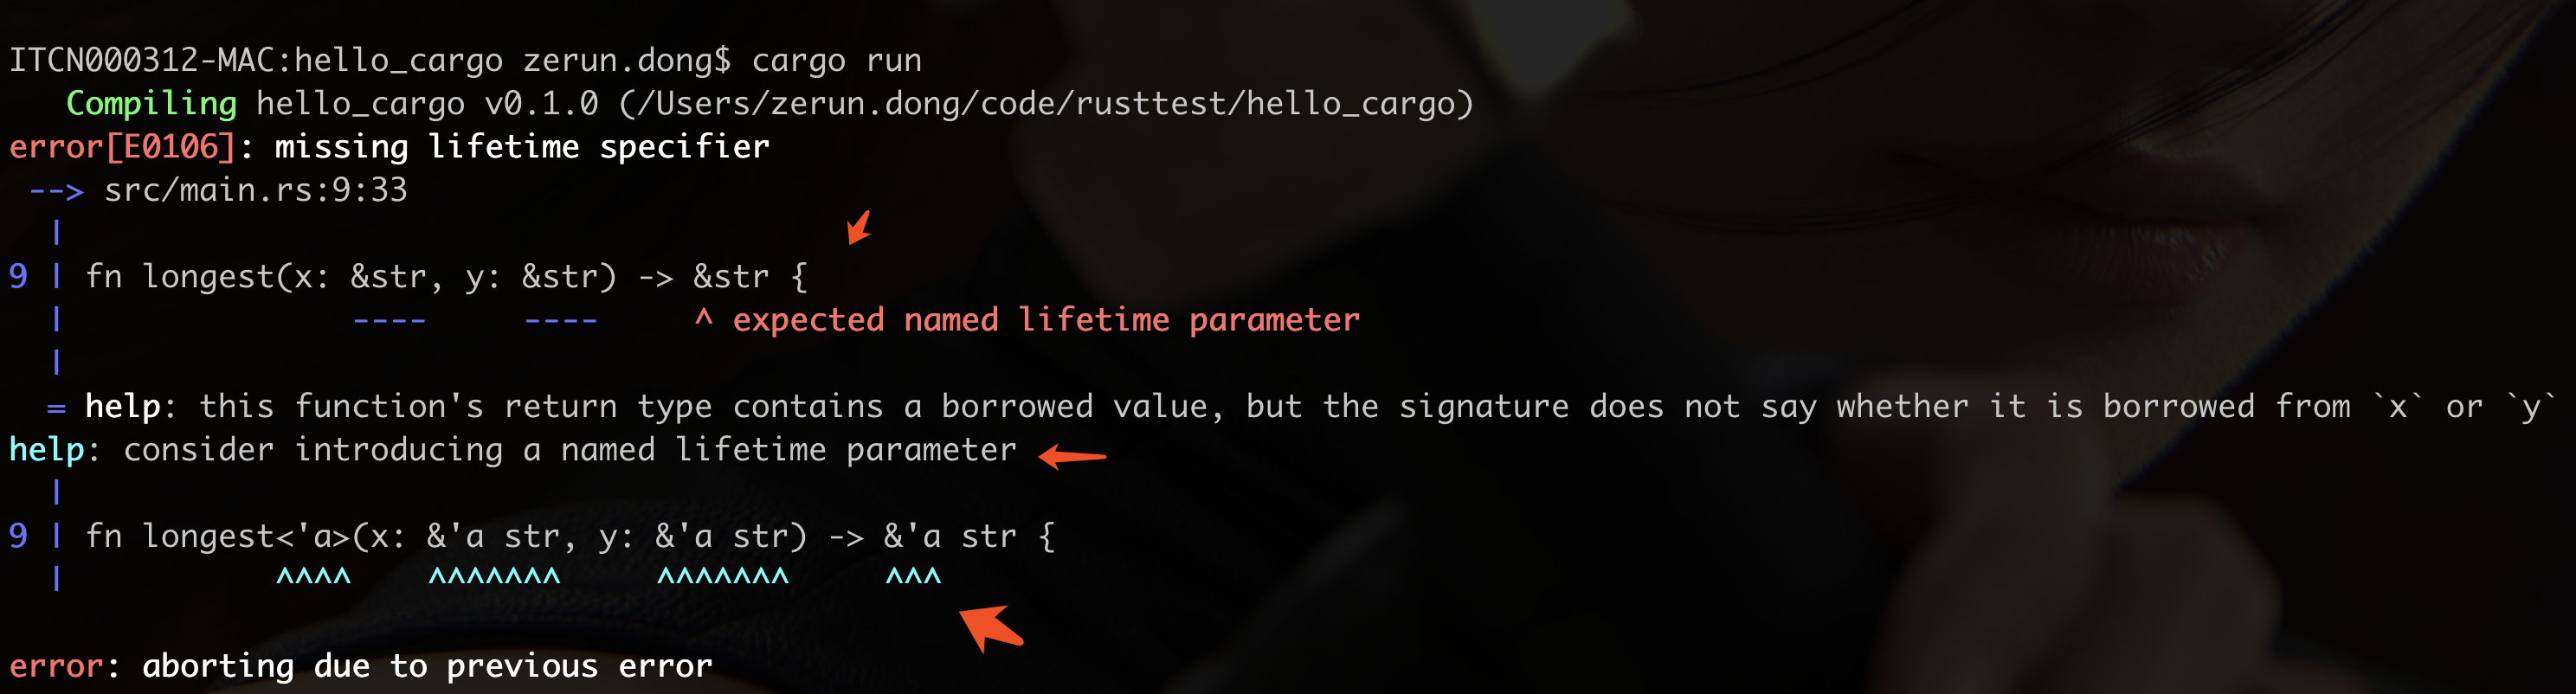 ITCN000312-MAC:hello_cargo zerun.dong$ cargo run
   Compiling hello_cargo v0.1.0 (/Users/zerun.dong/code/rusttest/hello_cargo)
error[E0106]: missing lifetime specifier
 --> src/main.rs:9:33
  |
9 | fn longest(x: &str, y: &str) -> &str {
  |               ----     ----     ^ expected named lifetime parameter
  |
  = help: this function's return type contains a borrowed value, but the signature does not say whether it is borrowed from `x` or `y`
help: consider introducing a named lifetime parameter
  |
9 | fn longest<'a>(x: &'a str, y: &'a str) -> &'a str {
  |           ^^^^    ^^^^^^^     ^^^^^^^     ^^^
error: aborting due to previous error